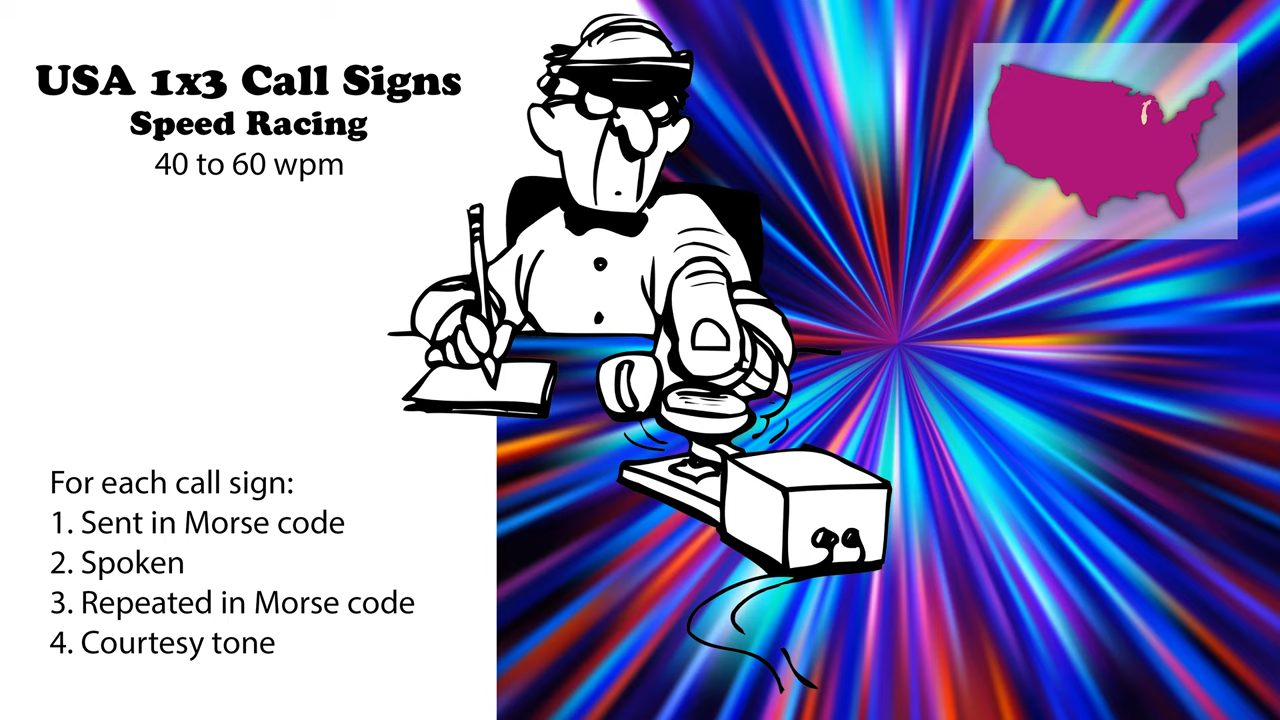 USA 1x3 Call Signs
Speed Racing
40 to 60 wpm
For each call sign:
1. Sent in Morse code
2. Spoken
3. Repeated in Morse code
4. Courtesy tone